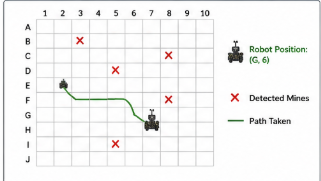 1 2 3 4 5 6 7 8 9 10
A
B
C
D
E
F
G
H
I
J
Robot Position:
(G, 6)
Detected Mines
Path Taken